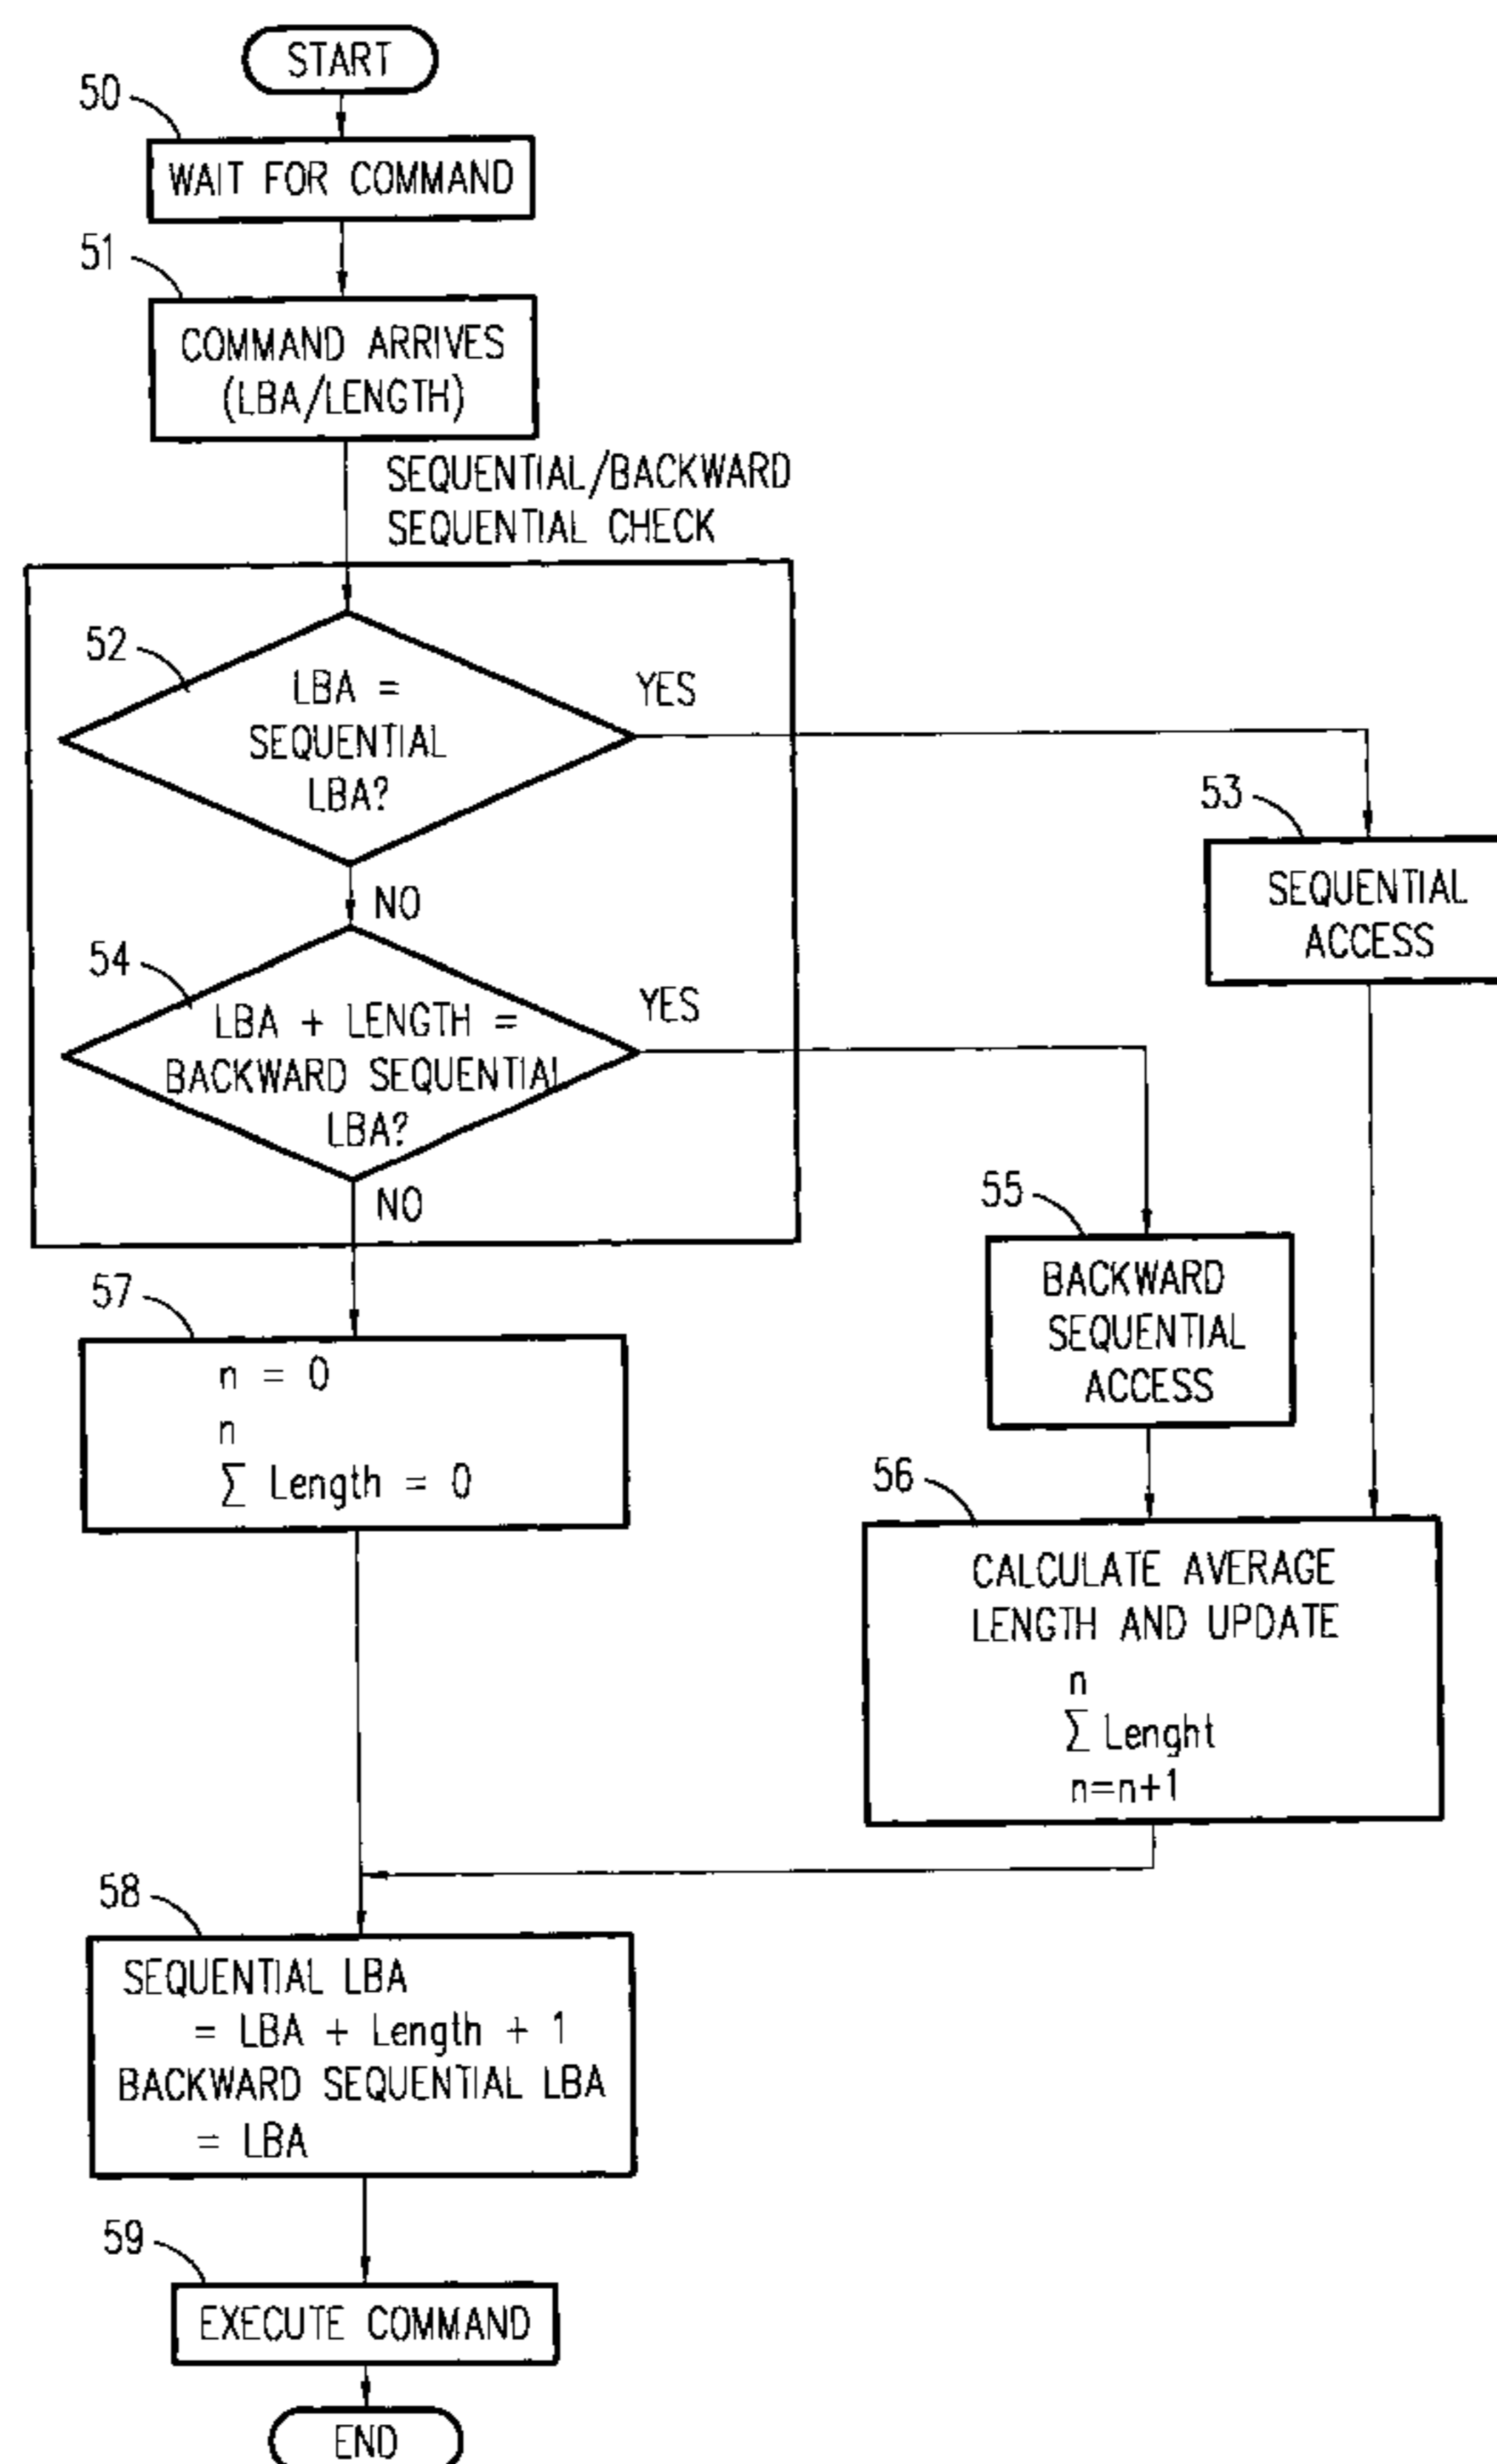 START
50
WAIT FOR COMMAND
51
COMMAND ARRIVES
(LBA/LENGTH)
SEQUENTIAL/BACKWARD
SEQUENTIAL CHECK
52
LBA =
SEQUENTIAL
LBA?
YES
53
SEQUENTIAL
ACCESS
NO
54
LBA + LENGTH =
BACKWARD SEQUENTIAL
LBA?
YES
NO
55
BACKWARD
SEQUENTIAL
ACCESS
57
n = 0
n
∑ Length = 0
56
CALCULATE AVERAGE
LENGTH AND UPDATE
n
∑ Lenght
n=n+1
58
SEQUENTIAL LBA
= LBA + Length + 1
BACKWARD SEQUENTIAL LBA
= LBA
59
EXECUTE COMMAND
END